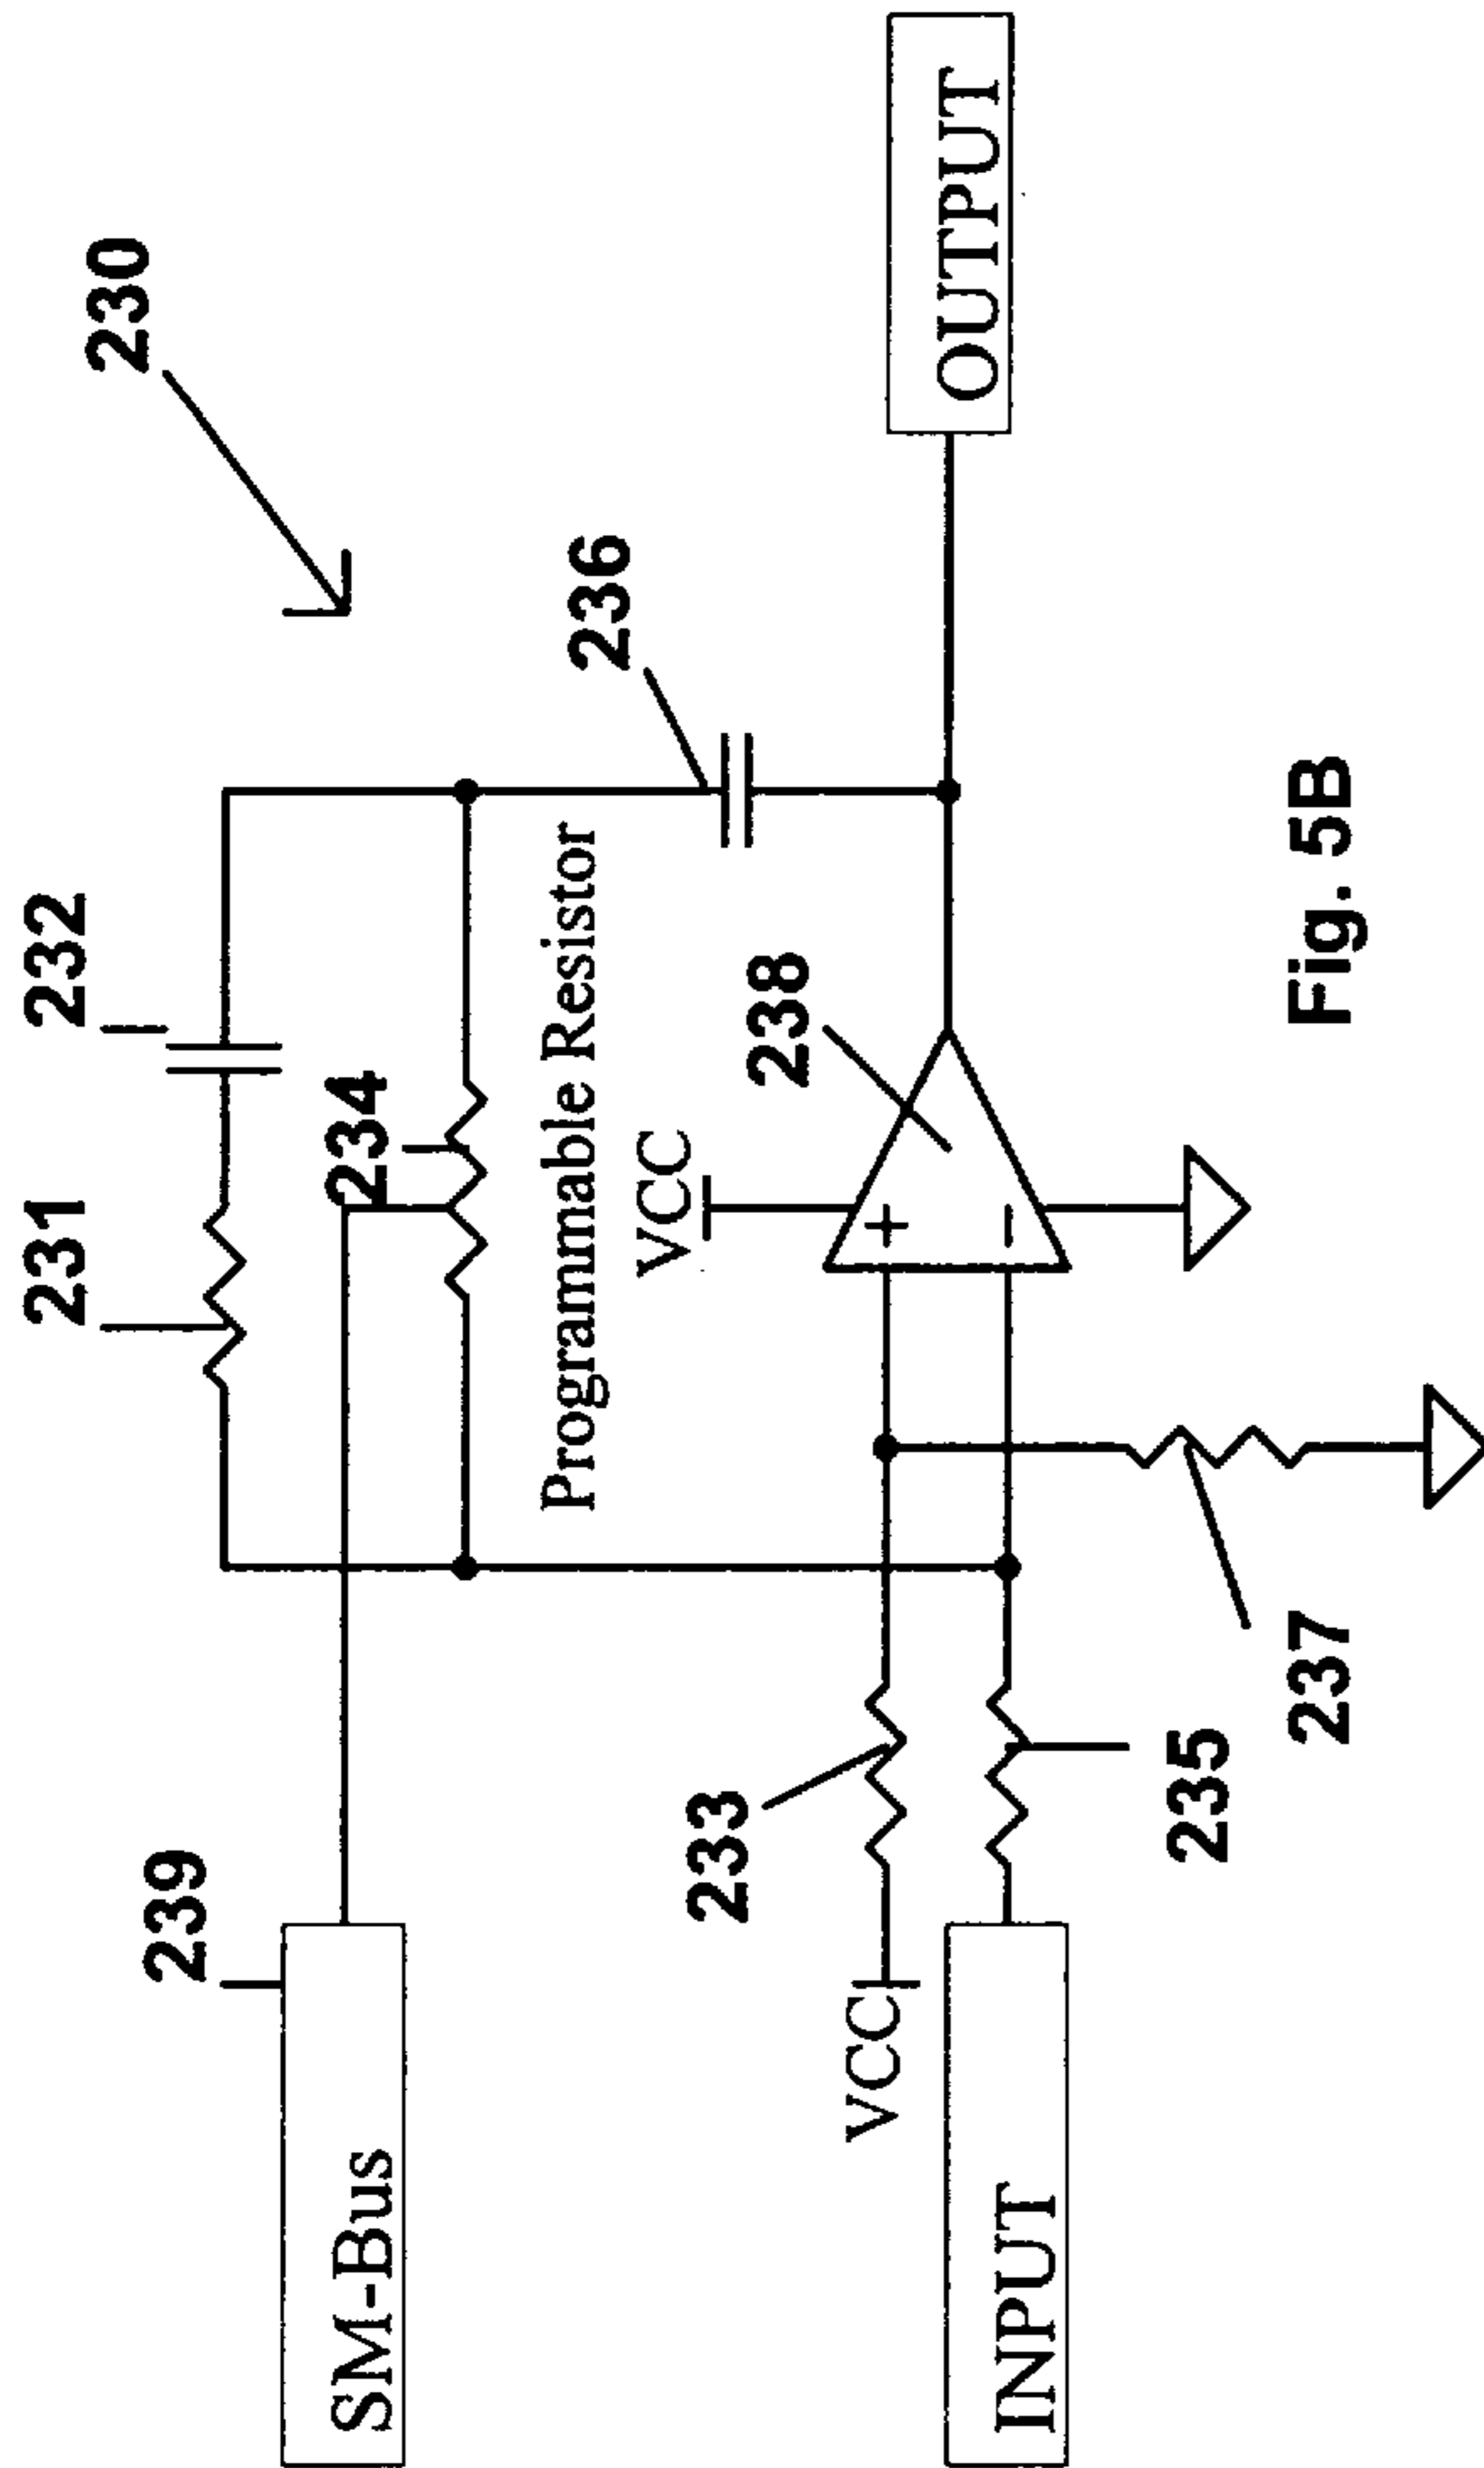 230
232
231
236
234
239
SM-Bus
Programmable Resistor
VCC
238
233
VCC
INPUT
OUTPUT
235
237
Fig. 5B